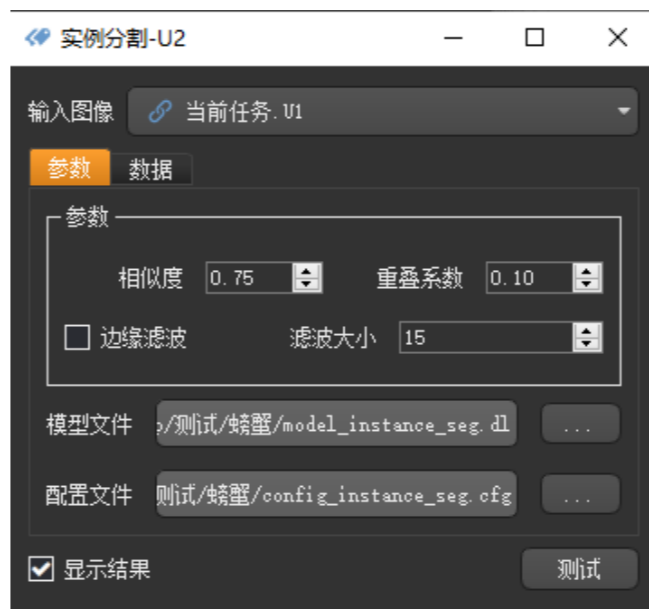 实例分割-U2
输入图像 当前任务.U1
参数 数据
参数
相似度 0.75 重叠系数 0.10
边缘滤波 滤波大小 15
模型文件 ɔ/测试/螃蟹/model_instance_seg.dl ...
配置文件 测试/螃蟹/config_instance_seg.cfg ...
显示结果 测试